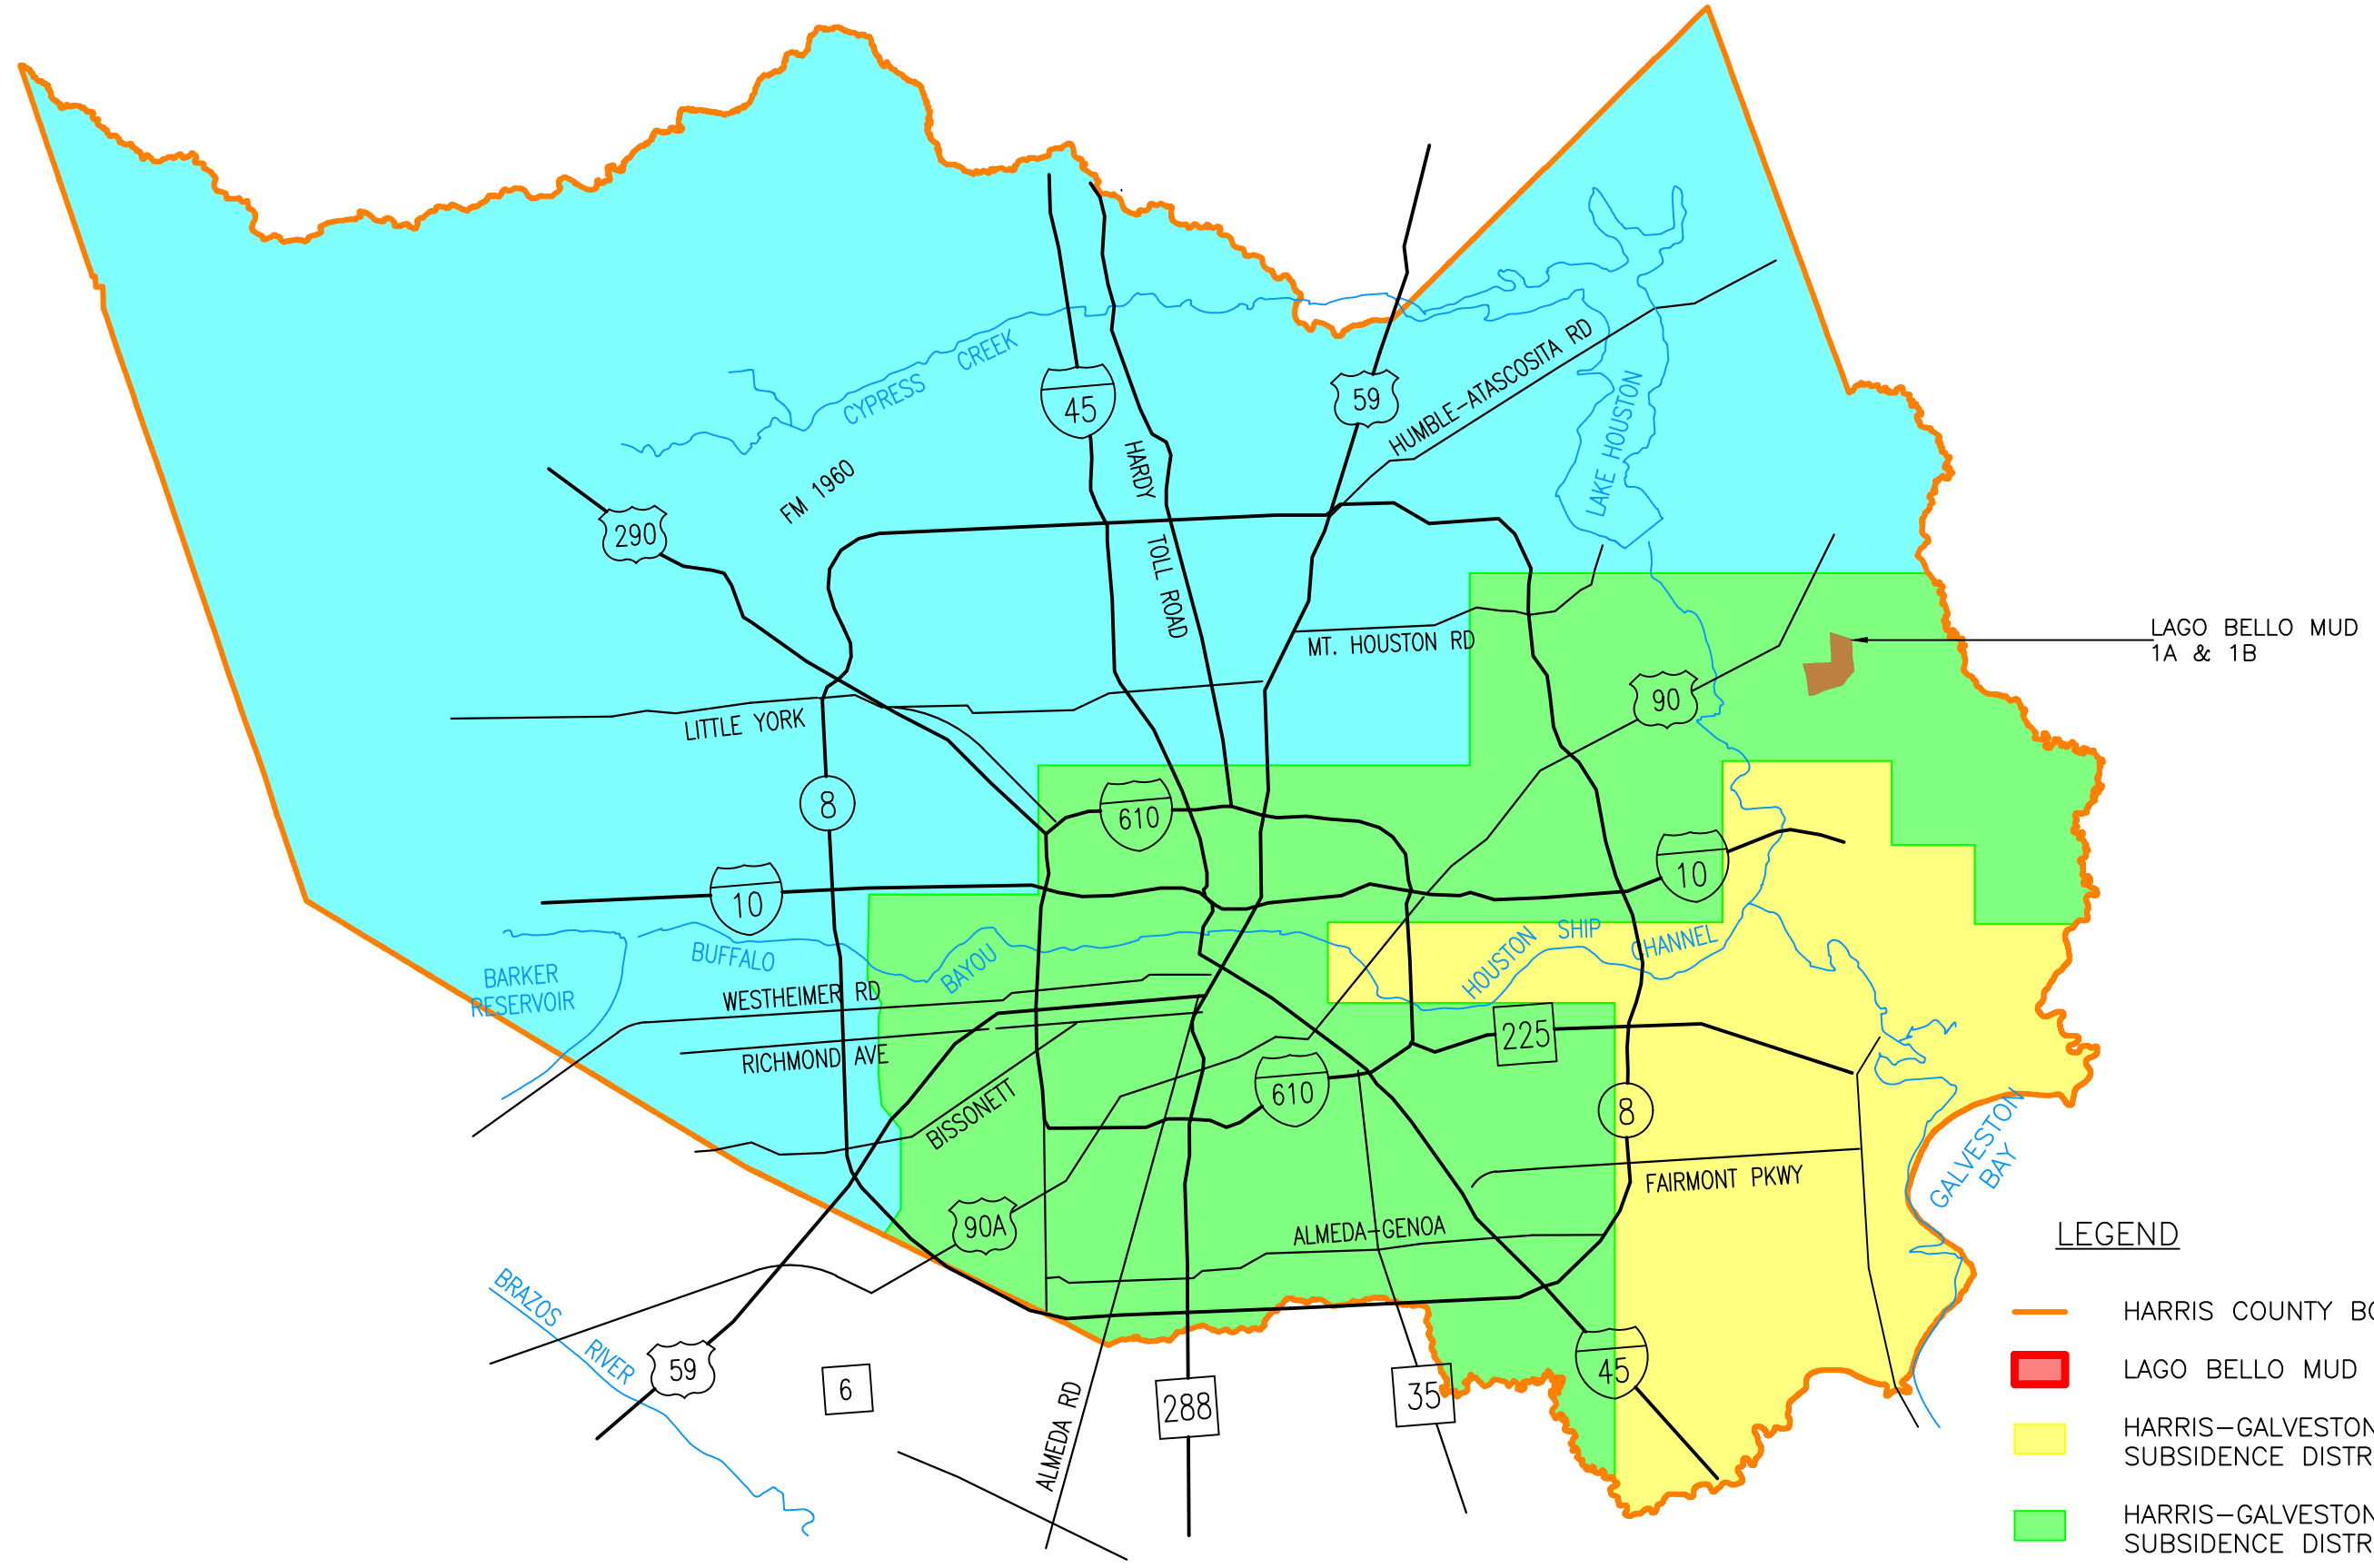 CYPRESS CREEK
45
59
HUMBLE-ATASCOSITA RD
LAKE HOUSTON
HARDY TOLL ROAD
FM 1960
290
LAGO BELLO MUD
1A & 1B
MT. HOUSTON RD
90
LITTLE YORK
8
610
10
10
BUFFALO BAYOU
HOUSTON SHIP CHANNEL
BARKER
RESERVOIR
WESTHEIMER RD
225
RICHMOND AVE
610
8
BISSONETT
GALVESTON
BAY
FAIRMONT PKWY
90A
ALMEDA-GENOA
LEGEND
BRAZOS RIVER
HARRIS COUNTY
59
6
288
35
45
LAGO BELLO MUD
ALMEDA RD
HARRIS-GALVESTON
SUBSIDENCE
HARRIS-GALVESTON
SUBSIDENCE